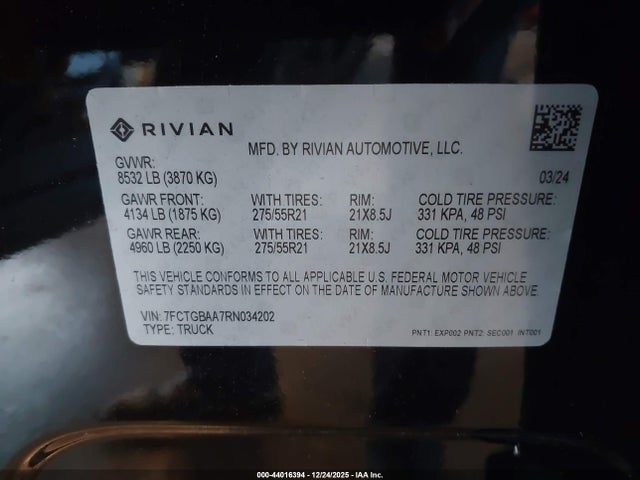 RIVIAN
MFD. BY RIVIAN AUTOMOTIVE, LLC.
GVWR:
8532 LB (3870 KG) 03/24
GAWR FRONT: WITH TIRES: RIM: COLD TIRE PRESSURE:
4134 LB (1875 KG) 275/55R21 21X8.5J 331 KPA, 48 PSI
GAWR REAR: WITH TIRES: RIM: COLD TIRE PRESSURE:
4960 LB (2250 KG) 275/55R21 21X8.5J 331 KPA, 48 PSI
THIS VEHICLE CONFORMS TO ALL APPLICABLE U.S. FEDERAL MOTOR VEHICLE
SAFETY STANDARDS IN EFFECT ON THE DATE OF MANUFACTURE SHOWN ABOVE.
VIN: 7FCTGBAA7RN034202
TYPE: TRUCK
PNT1: EXP002 PNT2: SEC001 INT001
000-44016394 - 12/24/2025 - IAA Inc.